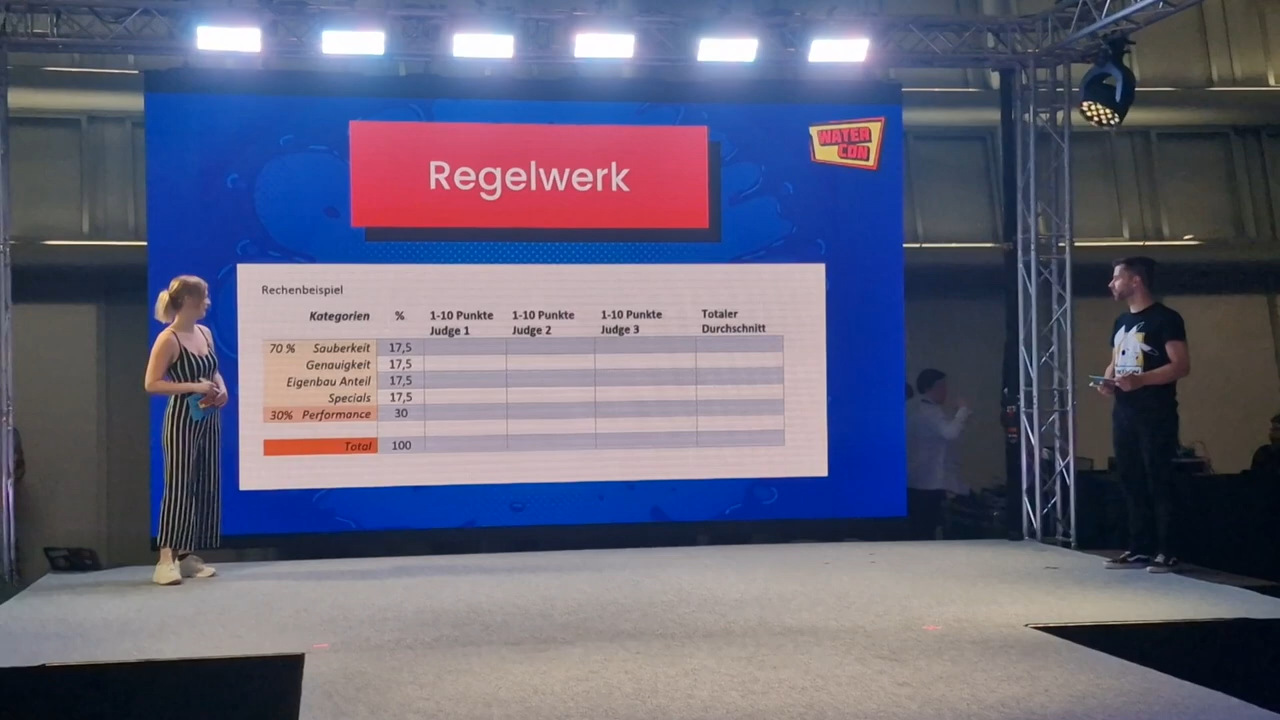 WATER
CON
Regelwerk
Rechenbeispiel
Kategorien % 1-10 Punkte Judge 1 1-10 Punkte Judge 2 1-10 Punkte Judge 3 Totaler Durchschnitt
70 % Sauberkeit 17,5
Genauigkeit 17,5
Eigenbau Anteil 17,5
Specials 17,5
30% Performance 30
Total 100